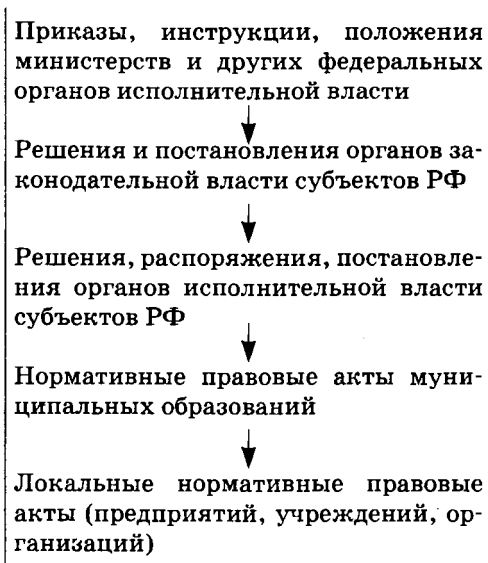 Приказы, инструкции, положения
министерств и других федеральных
органов исполнительной власти
Решения и постановления органов за-
конодательной власти субъектов РФ
Решения, распоряжения, постановле-
ния органов исполнительной власти
субъектов РФ
Нормативные правовые акты муни-
ципальных образований
Локальные нормативные правовые
акты (предприятий, учреждений, ор-
ганизаций)